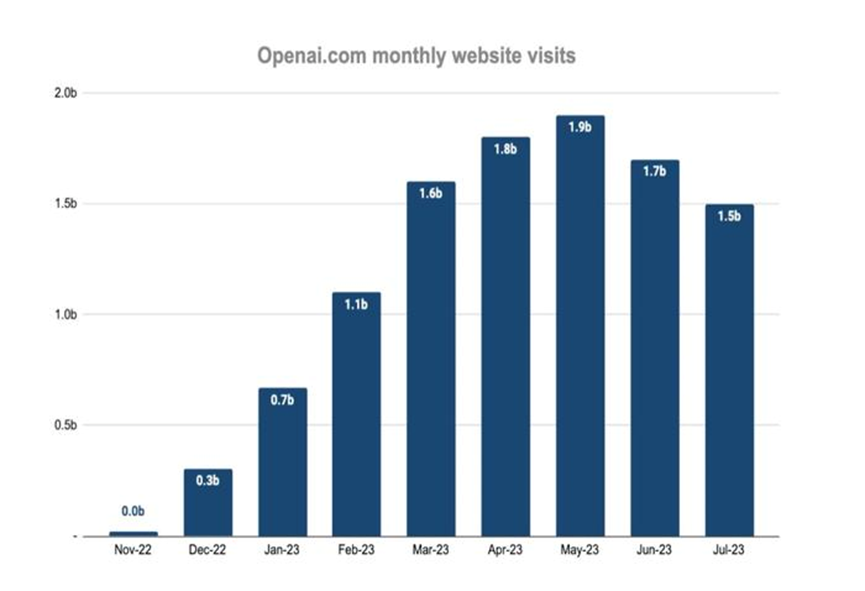 Openai.com monthly website visits
2.0b
1.5b
1.0b
0.5b
-
0.0b
0.3b
0.7b
1.1b
1.6b
1.8b
1.9b
1.7b
1.5b
Nov-22 Dec-22 Jan-23 Feb-23 Mar-23 Apr-23 May-23 Jun-23 Jul-23